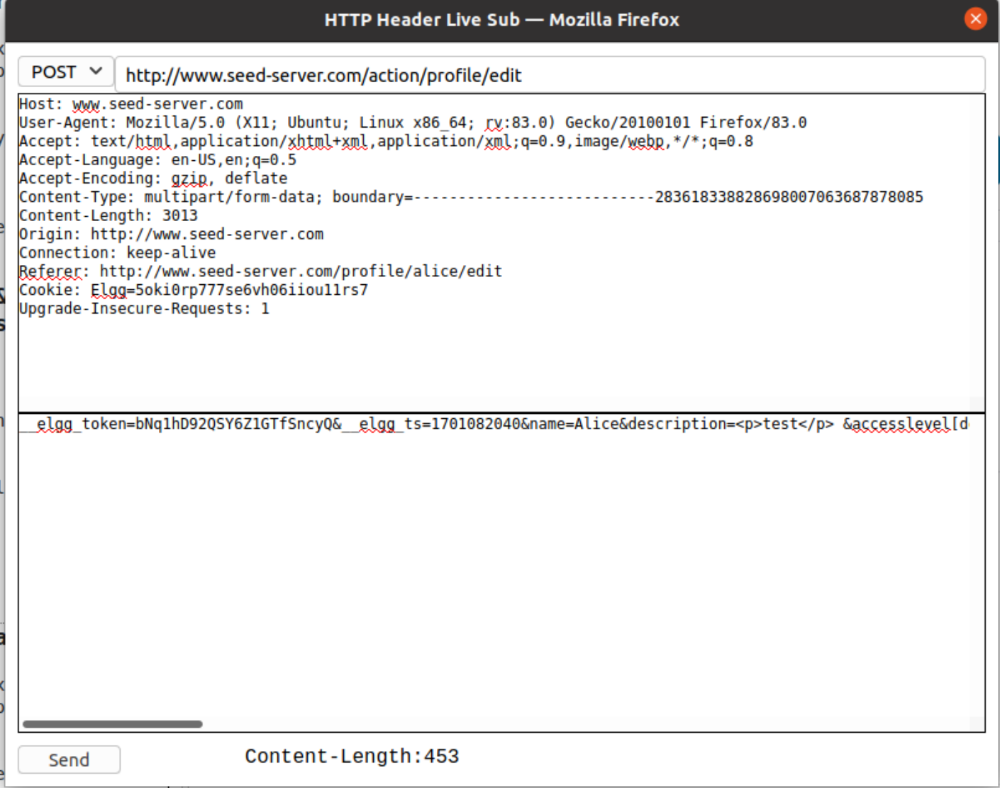 HTTP Header Live Sub — Mozilla Firefox
POST
http://www.seed-server.com/action/profile/edit
Host: www.seed-server.com
User-Agent: Mozilla/5.0 (X11; Ubuntu; Linux x86_64; rv:83.0) Gecko/20100101 Firefox/83.0
Accept: text/html,application/xhtml+xml,application/xml;q=0.9,image/webp,*/*;q=0.8
Accept-Language: en-US,en;q=0.5
Accept-Encoding: gzip, deflate
Content-Type: multipart/form-data; boundary=---------------------------283618338828698007063687878085
Content-Length: 3013
Origin: http://www.seed-server.com
Connection: keep-alive
Referer: http://www.seed-server.com/profile/alice/edit
Cookie: Elgg=5oki0rp777se6vh06iiou11rs7
Upgrade-Insecure-Requests: 1
__elgg_token=bNq1hD92QSY6Z1GTfSncyQ&__elgg_ts=1701082040&name=Alice&description=<p>test</p> &accesslevel[d
Send
Content-Length:453